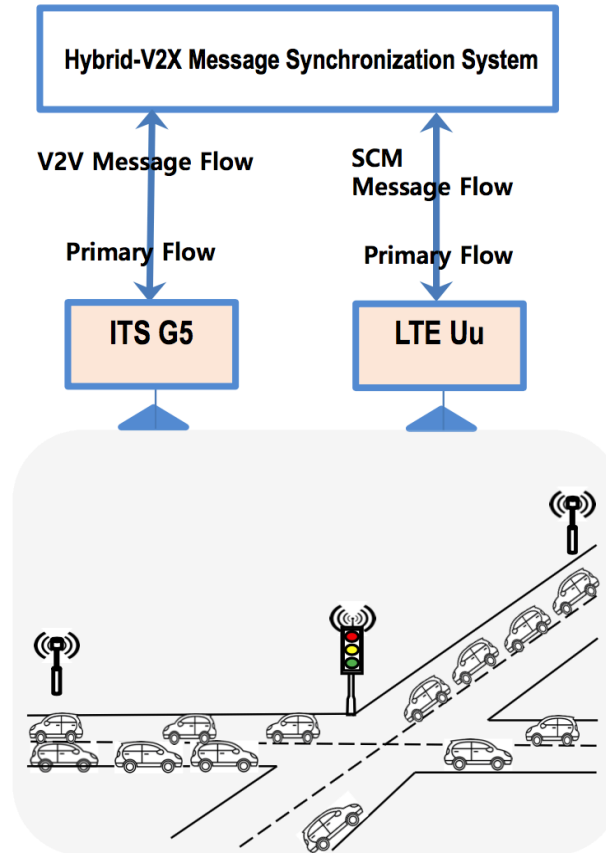 Hybrid-V2X Message Synchronization System
V2V Message Flow
SCM
Message Flow
Primary Flow
Primary Flow
ITS G5
LTE Uu